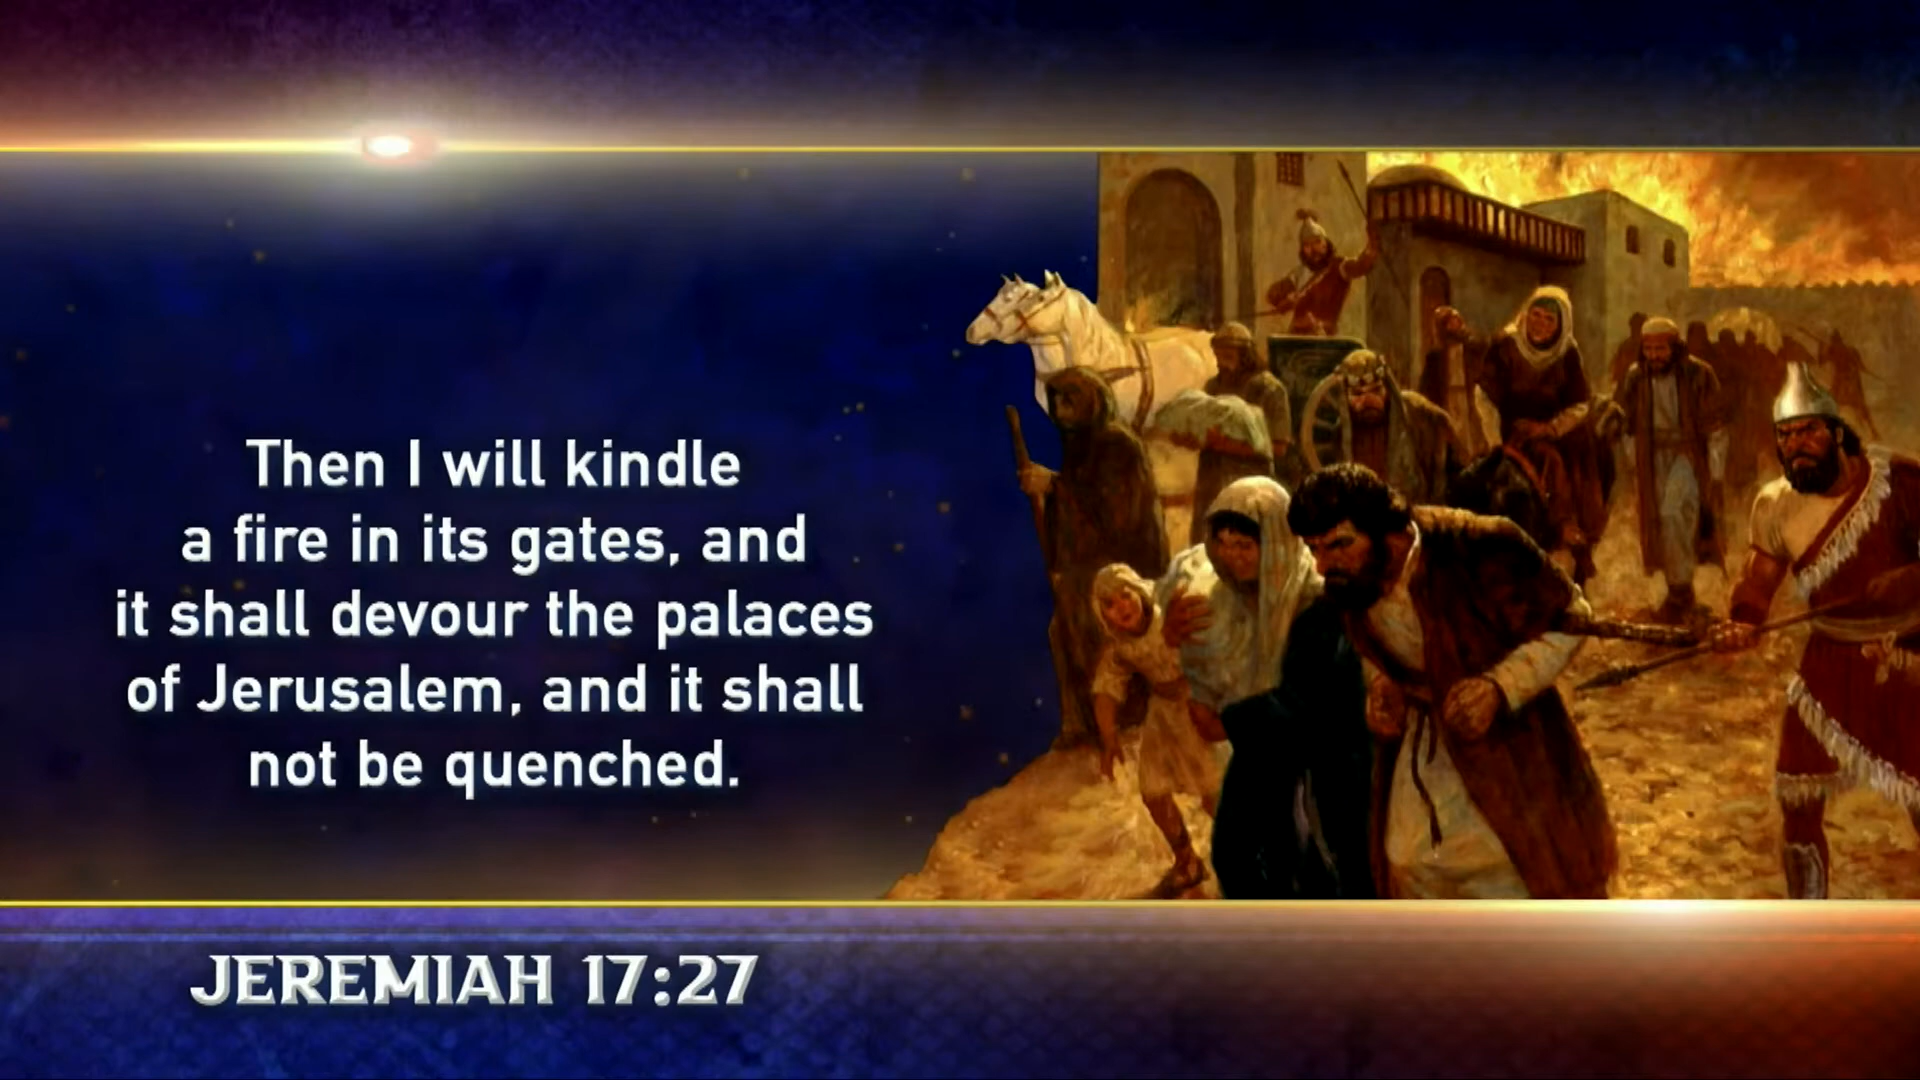 Then I will kindle
a fire in its gates, and
it shall devour the palaces
of Jerusalem, and it shall
not be quenched.
JEREMIAH 17:27